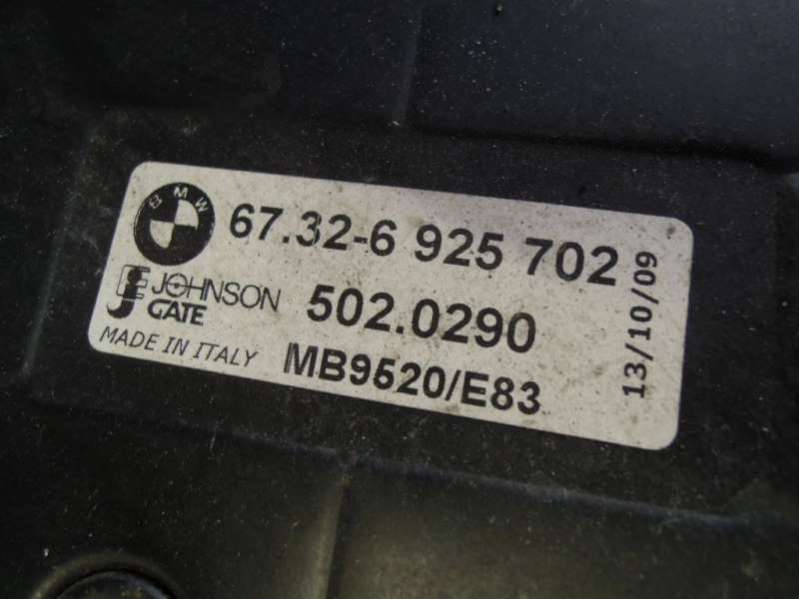 BMW
67.32-6 925 702
JOHNSON
GATE
502.0290
MADE IN ITALY
MB9520/E83
13/10/09